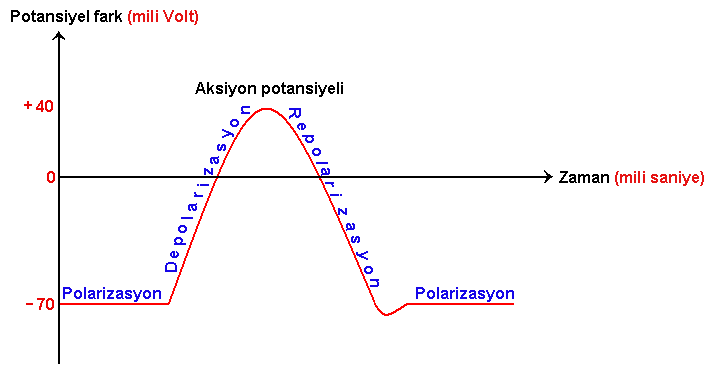 Potansiyel fark (mili Volt)
Aksiyon potansiyeli
+40
Depolarizasyon
Repolarizasyon
0
Zaman (mili saniye)
Polarizasyon
Polarizasyon
-70